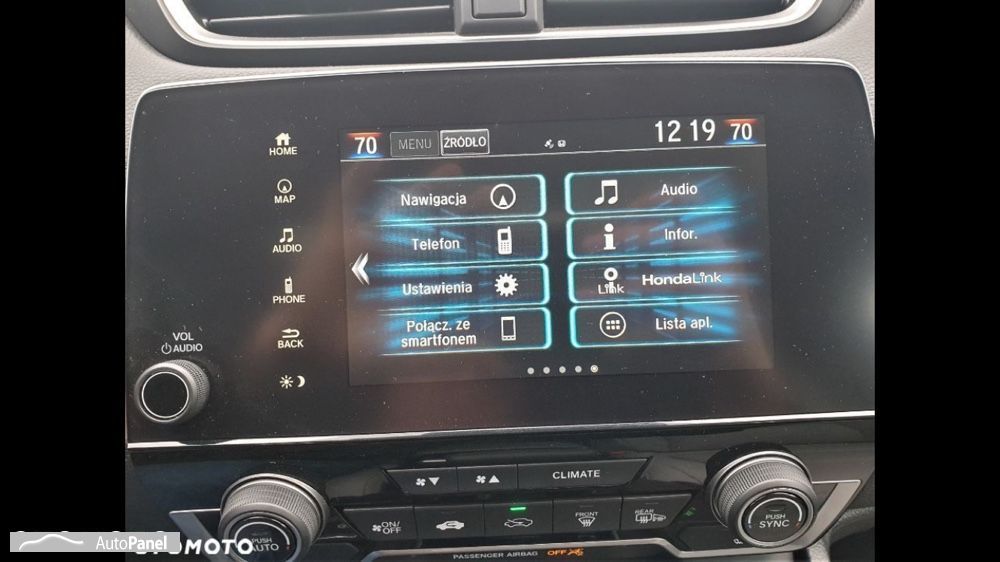 HOME
MAP
AUDIO
PHONE
BACK
VOL
AUDIO
70 MENU ŹRÓDŁO 12 19 70
Nawigacja
Telefon
Ustawienia
Połącz. ze
smartfonem
Audio
Infor.
Link HondaLink
Lista apl.
CLIMATE
ON/
OFF
FRONT
REAR
PUSH
AUTO
PUSH
SYNC
PASSENGER AIRBAG OFF
AutoPanel
MOTO